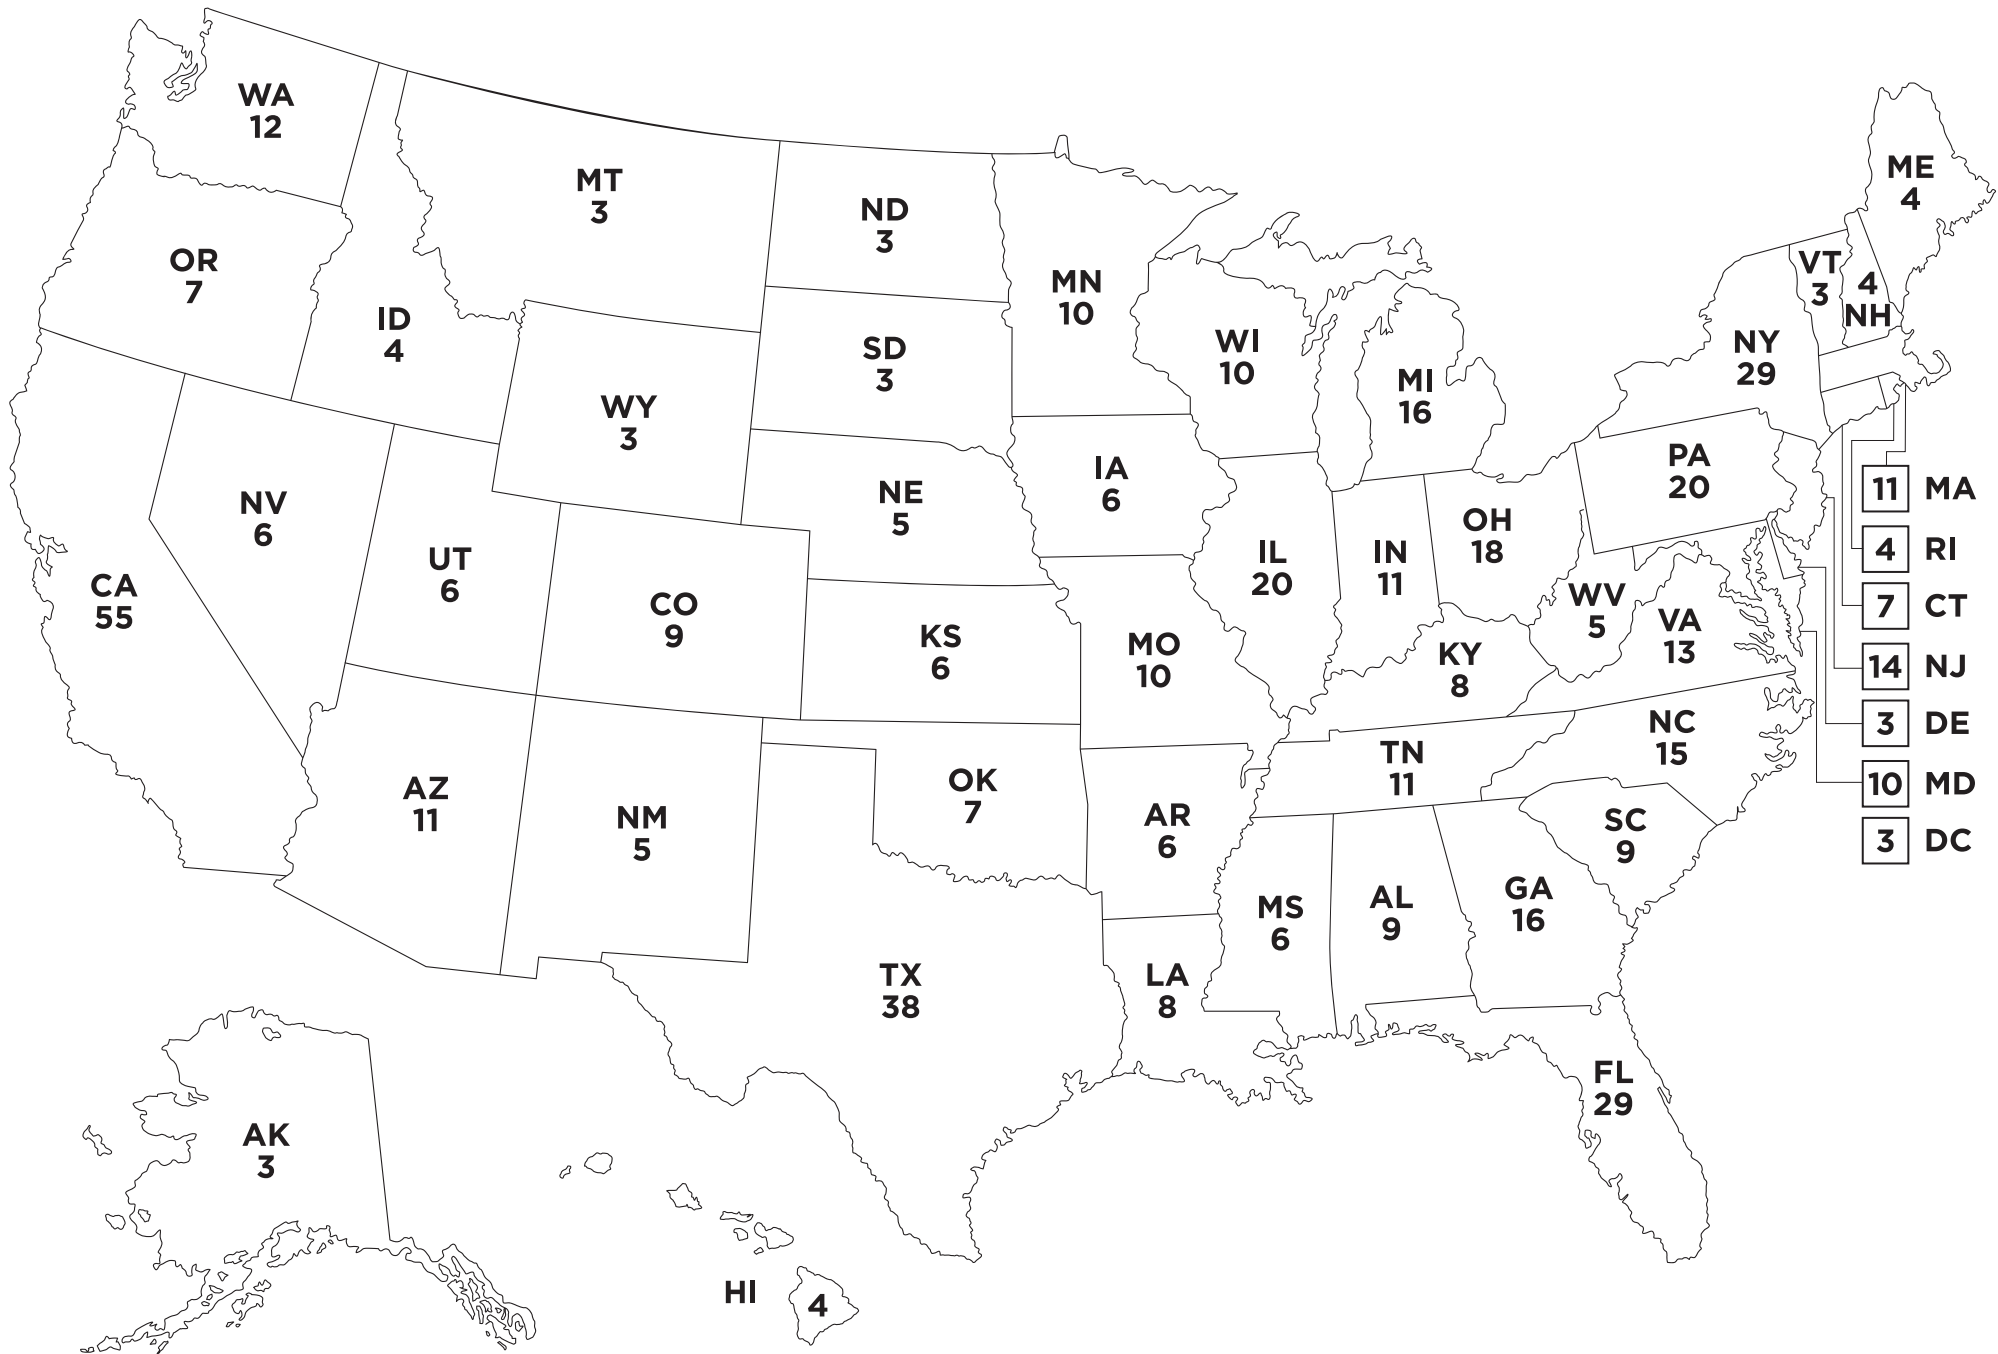 WA
12
MT
3
ND
3
MN
10
OR
7
ID
4
WY
3
SD
3
WI
10
MI
16
ME
4
VT
3
4
NH
NY
29
CA
55
NV
6
UT
6
CO
9
NE
5
KS
6
IA
6
MO
10
IL
20
IN
11
OH
18
PA
20
WV
5
VA
13
KY
8
11 MA
4 RI
7 CT
14 NJ
3 DE
10 MD
3 DC
AZ
11
NM
5
OK
7
TX
38
AR
6
LA
8
TN
11
NC
15
SC
9
MS
6
AL
9
GA
16
FL
29
AK
3
HI
4